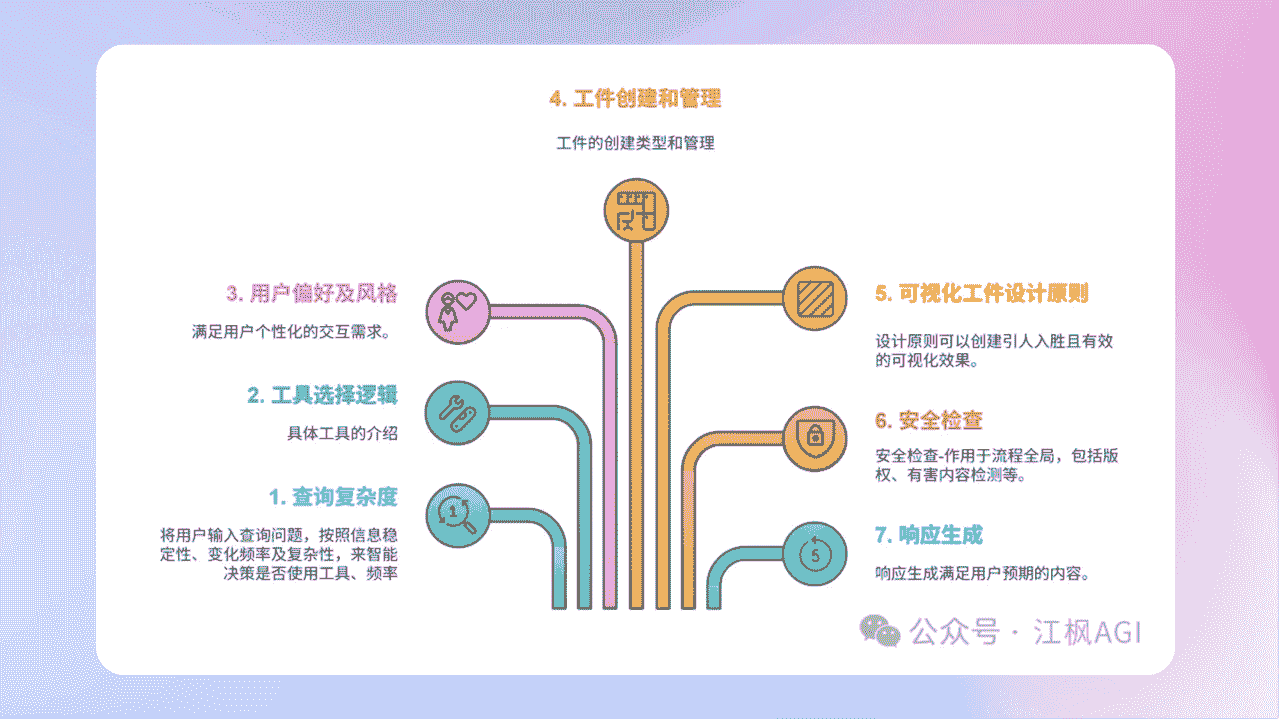 4. 工件创建和管理
工件的创建类型和管理
3. 用户偏好及风格
满足用户个性化的交互需求。
2. 工具选择逻辑
具体工具的介绍
1. 查询复杂度
将用户输入查询问题，按照信息稳
定性、变化频率及复杂性，来智能
决策是否使用工具、频率
1
5. 可视化工件设计原则
设计原则可以创建引人入胜且有效
的可视化效果。
6. 安全检查
安全检查-作用于流程全局，包括版
权、有害内容检测等。
7. 响应生成
响应生成满足用户预期的内容。
5
公众号 · 江枫AGI